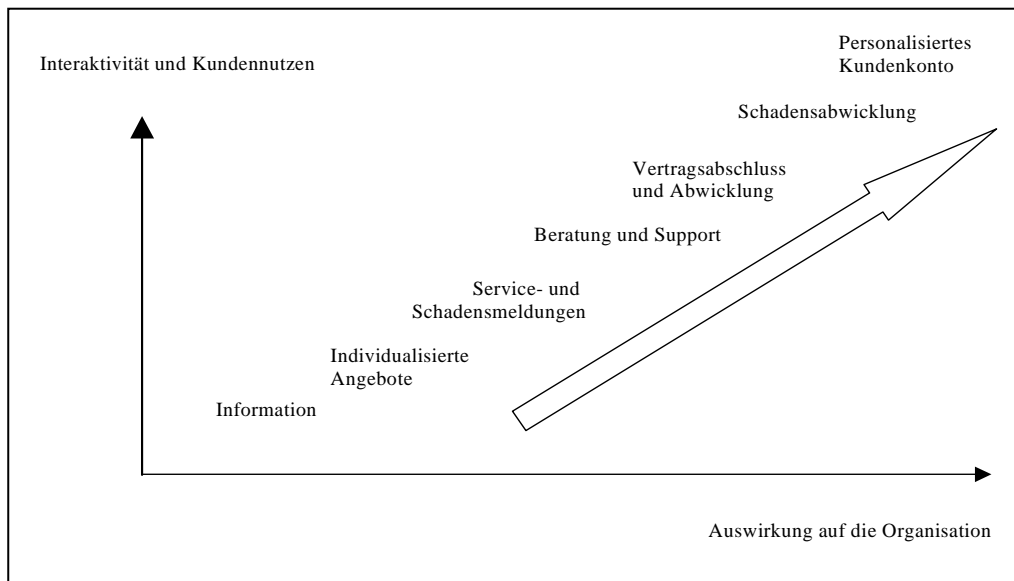 Personalisiertes
Kundenkonto
Interaktivität und Kundennutzen
Schadensabwicklung
Vertragsabschluss
und Abwicklung
Beratung und Support
Service- und
Schadensmeldungen
Individualisierte
Angebote
Information
Auswirkung auf die Organisation